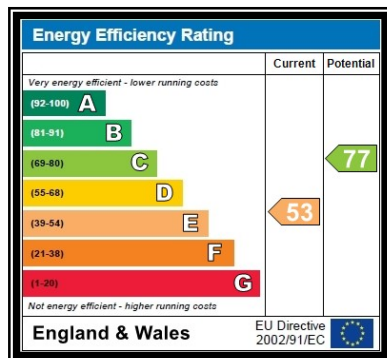 Energy Efficiency Rating
Current Potential
Very energy efficient - lower running costs
(92-100) A
(81-91) B
(69-80) C
(55-68) D
(39-54) E
(21-38) F
(1-20) G
77
53
Not energy efficient - higher running costs
England & Wales
EU Directive
2002/91/EC